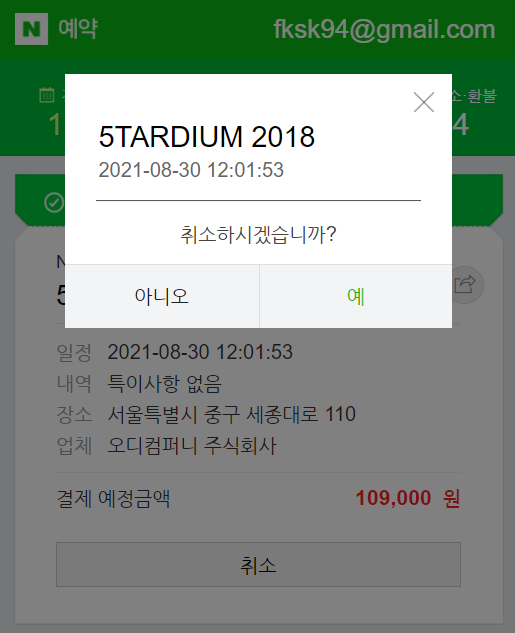 N 예약 fksk94@gmail.com
소·환불
1 4
5TARDIUM 2018
2021-08-30 12:01:53
취소하시겠습니까?
아니오 예
N
5
일정 2021-08-30 12:01:53
내역 특이사항 없음
장소 서울특별시 중구 세종대로 110
업체 오디컴퍼니 주식회사
결제 예정금액 109,000 원
취소